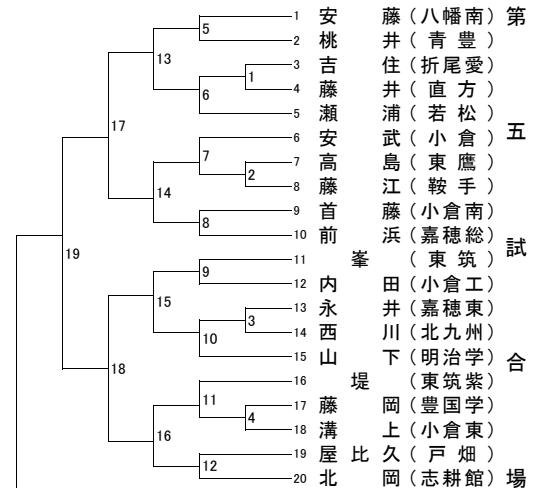 1 安藤（八幡南）
2 桃井（青豊）
3 吉住（折尾愛）
4 藤井（直方）
5 瀬浦（若松）
6 安武（小倉）
7 高島（東鷹）
8 藤江（鞍手）
9 首藤（小倉南）
10 前浜（嘉穂総）
11 峯（東筑）
12 内田（小倉工）
13 永井（嘉穂東）
14 西川（北九州）
15 山下（明治学）
16 堤（東筑紫）
17 藤岡（豊国学）
18 溝上（小倉東）
19 屋比久（戸畑）
20 北岡（志耕館）
第五試合場
5
13
1
6
17
7
2
14
8
19
9
15
3
10
18
11
4
16
12